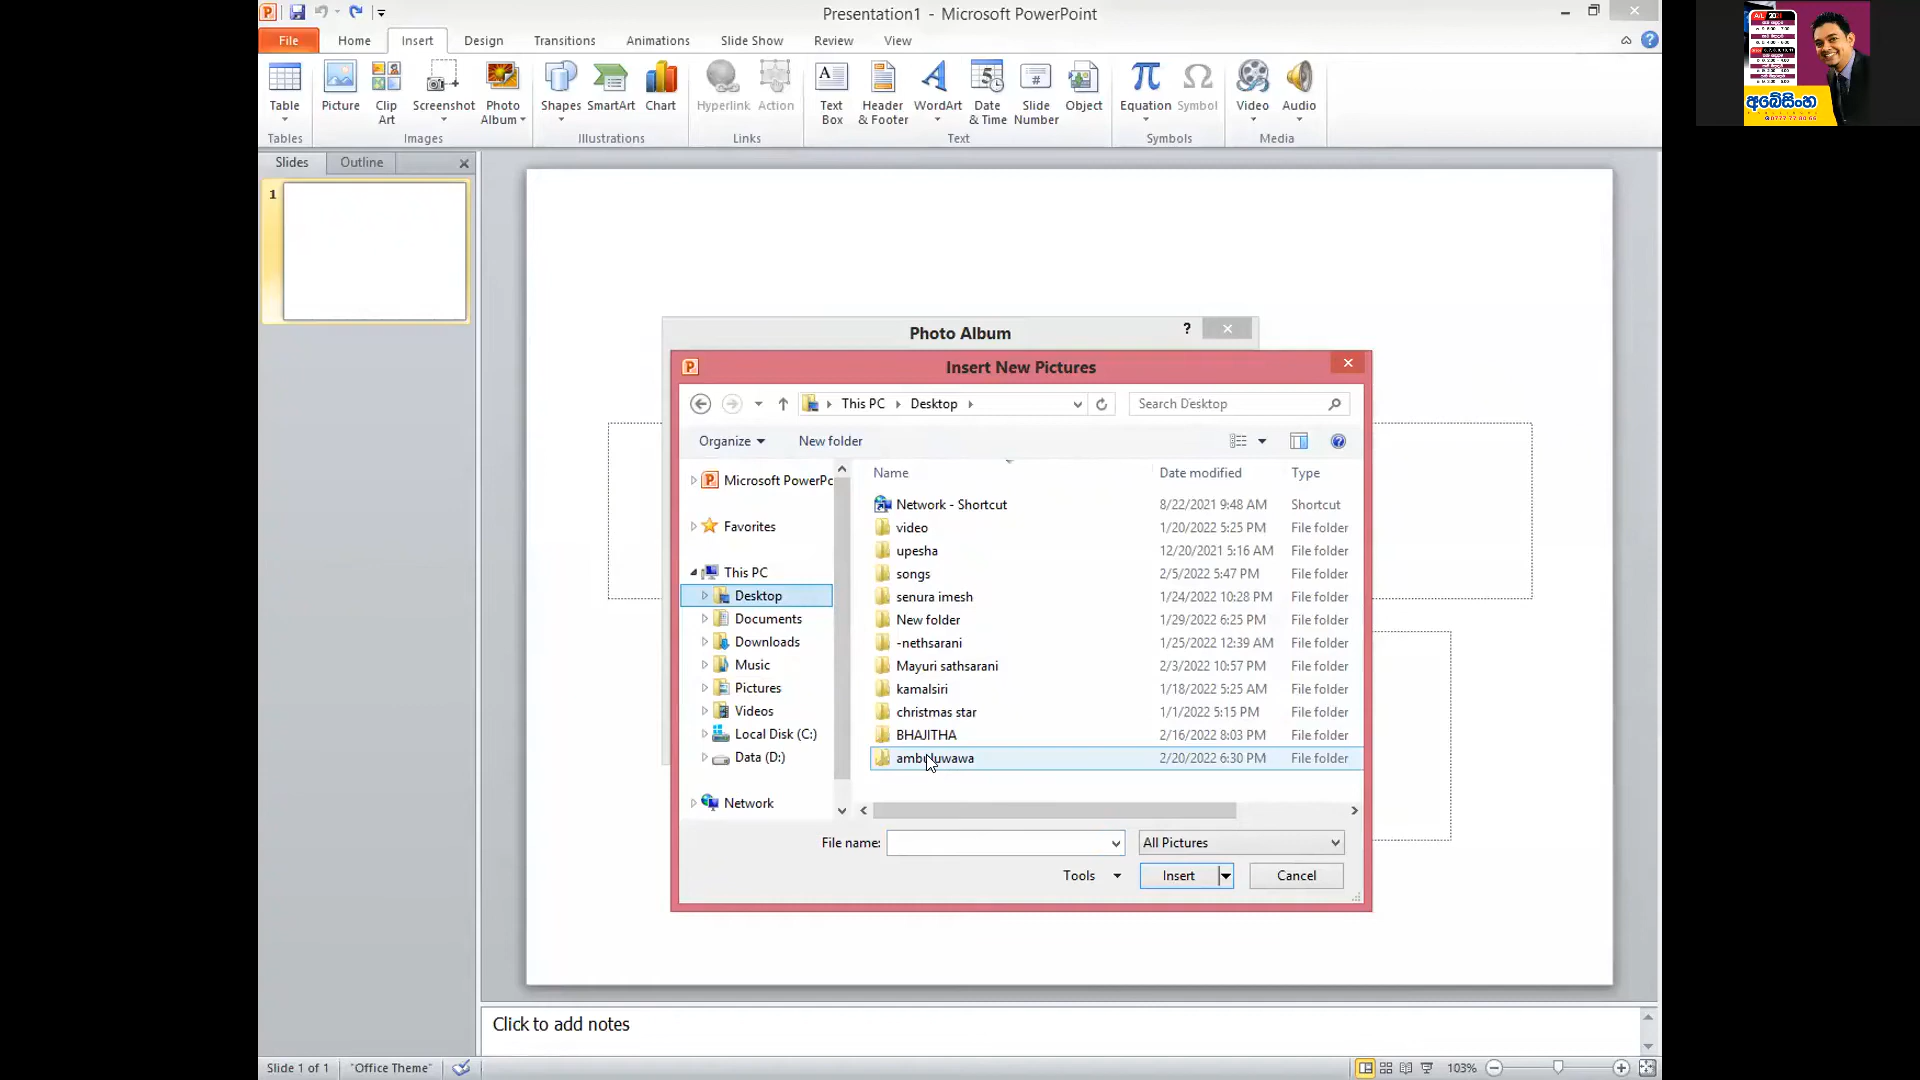 Presentation1 - Microsoft PowerPoint
File Home Insert Design Transitions Animations Slide Show Review View
Table Picture Clip Art Screenshot Photo Album Shapes SmartArt Chart Hyperlink Action Text Box Header & Footer WordArt Date & Time Slide Number Object Equation Symbol Video Audio
Tables Images Illustrations Links Text Symbols Media
Slides Outline
1
Photo Album
Insert New Pictures
This PC Desktop
Search Desktop
Organize New folder
Name Date modified Type
Microsoft PowerPo
Favorites
This PC
Desktop
Documents
Downloads
Music
Pictures
Videos
Local Disk (C:)
Data (D:)
Network
Network - Shortcut 8/22/2021 9:48 AM Shortcut
video 1/20/2022 5:25 PM File folder
upesha 12/20/2021 5:16 AM File folder
songs 2/5/2022 5:47 PM File folder
senura imesh 1/24/2022 10:28 PM File folder
New folder 1/29/2022 6:25 PM File folder
-nethsarani 1/25/2022 12:39 AM File folder
Mayuri sathsarani 2/3/2022 10:57 PM File folder
kamalsiri 1/18/2022 5:25 AM File folder
christmas star 1/1/2022 5:15 PM File folder
BHAJITHA 2/16/2022 8:03 PM File folder
ambuluwawa 2/20/2022 6:30 PM File folder
File name: All Pictures
Tools Insert Cancel
Click to add notes
Slide 1 of 1 "Office Theme" 103%
අබේසිංහ